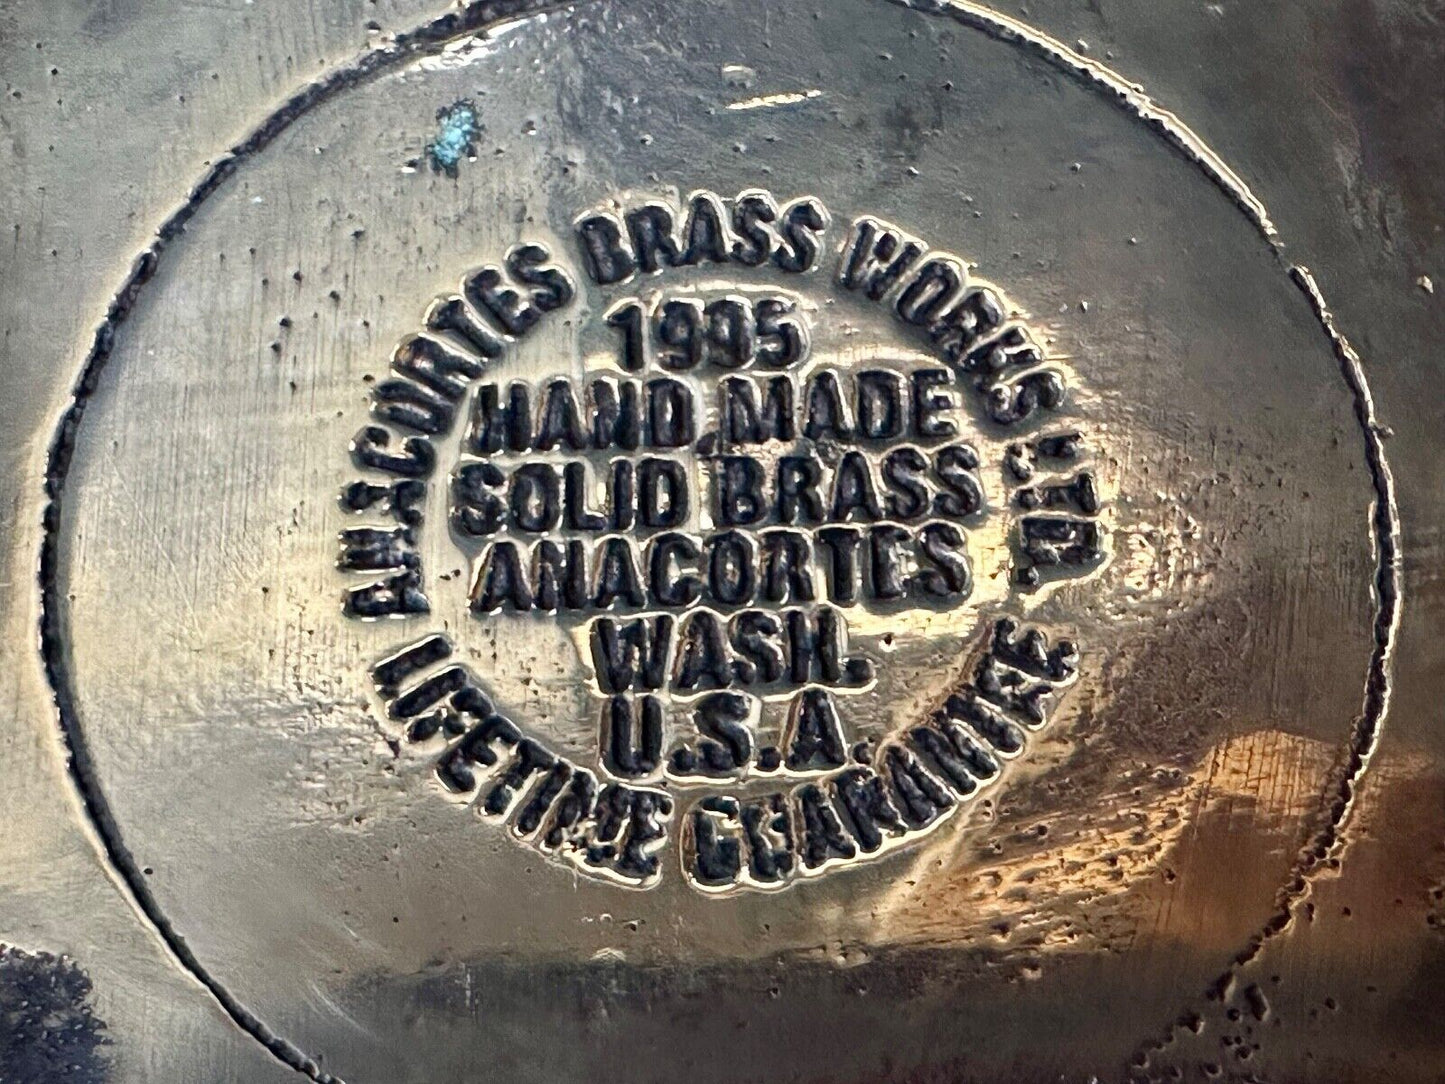 ANACORTES BRASS WORKS LTD.
1995
HAND MADE
SOLID BRASS
ANACORTES
WASH.
U.S.A.
LIFETIME GUARANTEE